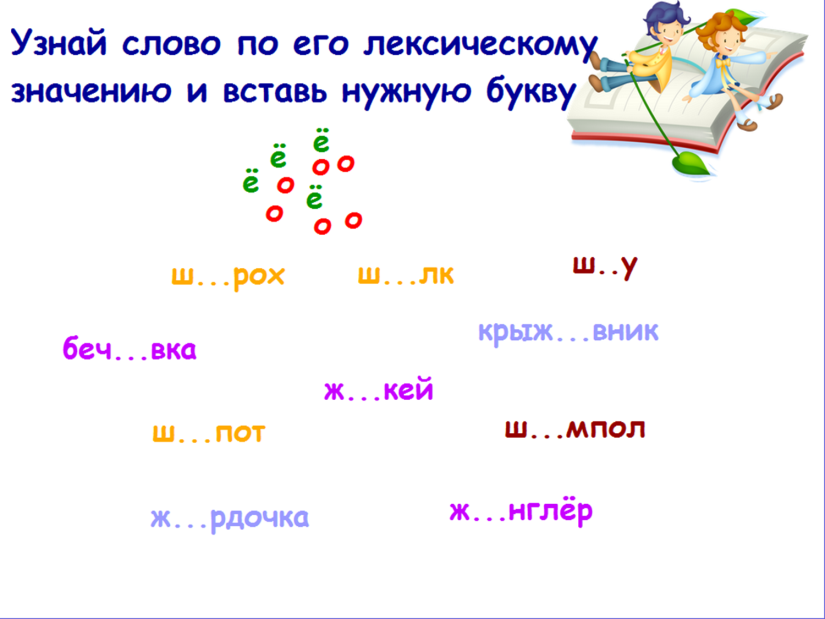 Узнай слово по его лексическому
значению и вставь нужную букву
ё
ё
о о
ё о
ё
о
о о
ш...рох ш...лк ш..у
крыж...вник
беч...вка
ж...кей
ш...пот ш...мпол
ж...рдочка ж...нглёр